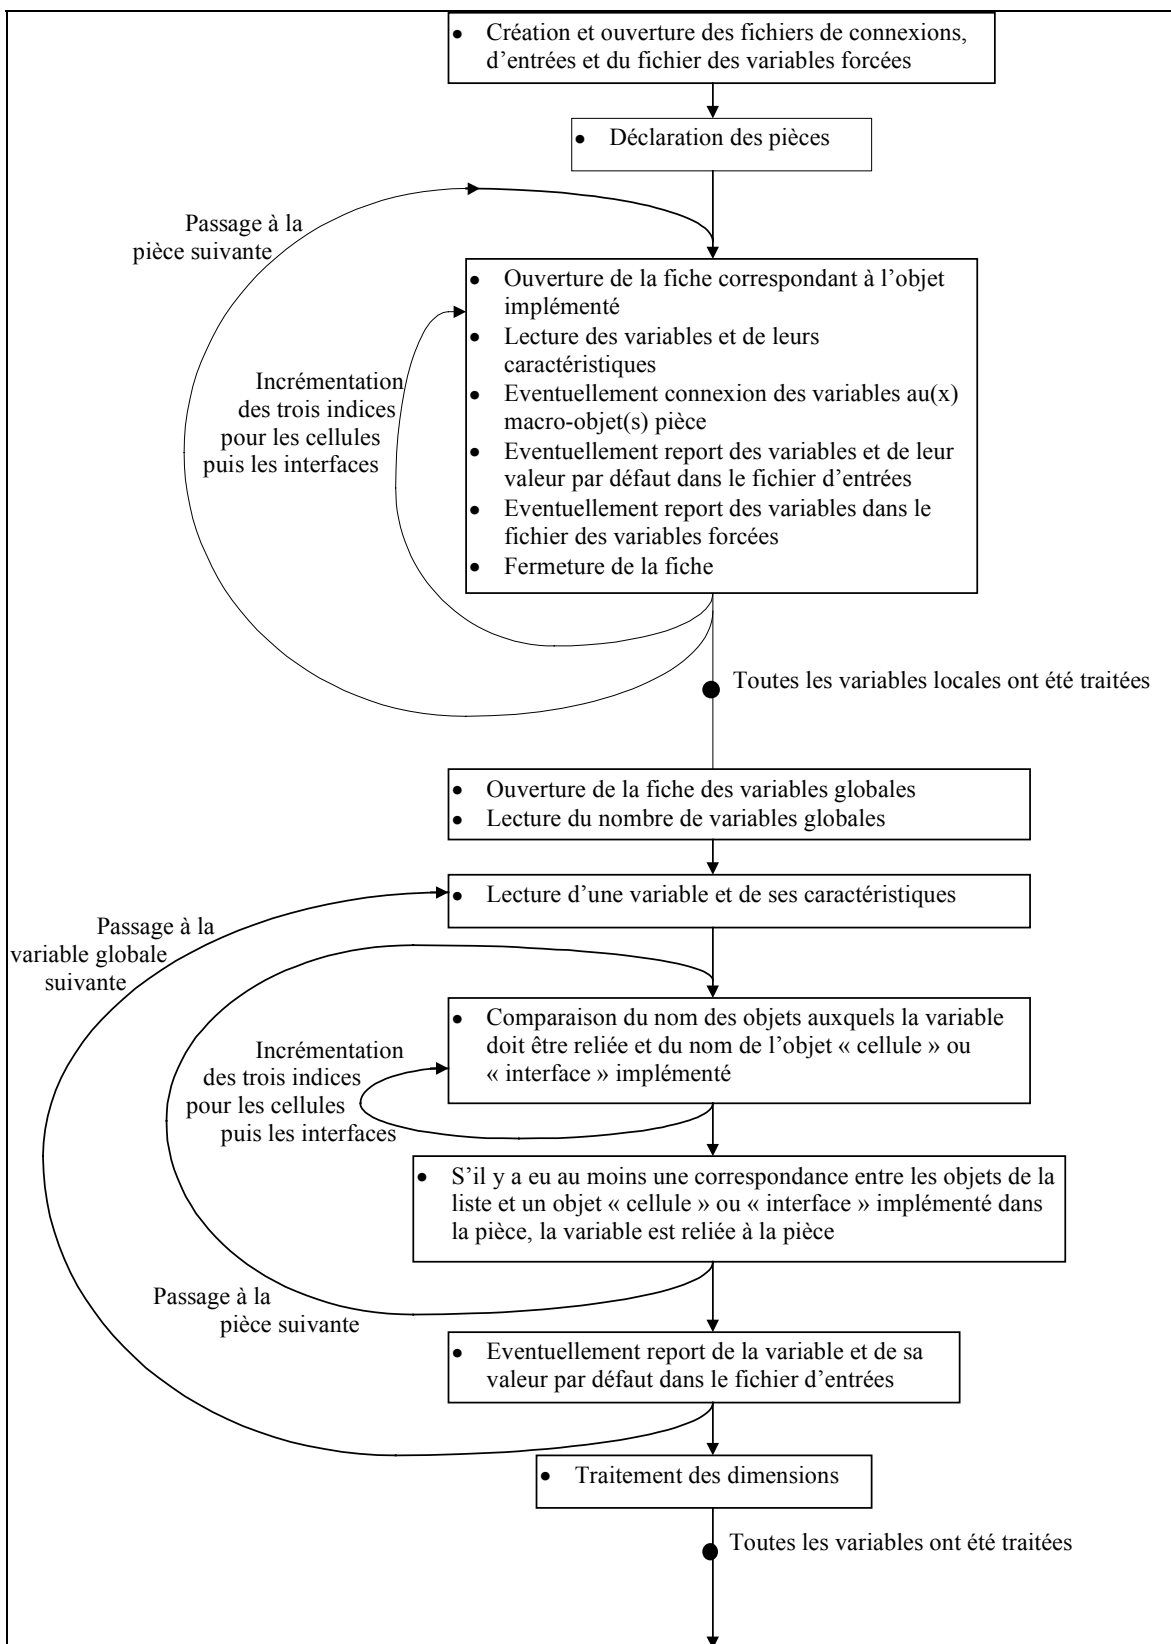 • Création et ouverture des fichiers de connexions,
d’entrées et du fichier des variables forcées
• Déclaration des pièces
Passage à la
pièce suivante
• Ouverture de la fiche correspondant à l’objet
implémenté
• Lecture des variables et de leurs
caractéristiques
• Eventuellement connexion des variables au(x)
macro-objet(s) pièce
• Eventuellement report des variables et de leur
valeur par défaut dans le fichier d’entrées
• Eventuellement report des variables dans le
fichier des variables forcées
• Fermeture de la fiche
Incrémentation
des trois indices
pour les cellules
puis les interfaces
Toutes les variables locales ont été traitées
• Ouverture de la fiche des variables globales
• Lecture du nombre de variables globales
• Lecture d’une variable et de ses caractéristiques
Passage à la
variable globale
suivante
• Comparaison du nom des objets auxquels la variable
doit être reliée et du nom de l’objet « cellule » ou
« interface » implémenté
Incrémentation
des trois indices
pour les cellules
puis les interfaces
• S’il y a eu au moins une correspondance entre les objets de la
liste et un objet « cellule » ou « interface » implémenté dans
la pièce, la variable est reliée à la pièce
Passage à la
pièce suivante
• Eventuellement report de la variable et de sa
valeur par défaut dans le fichier d’entrées
• Traitement des dimensions
Toutes les variables ont été traitées